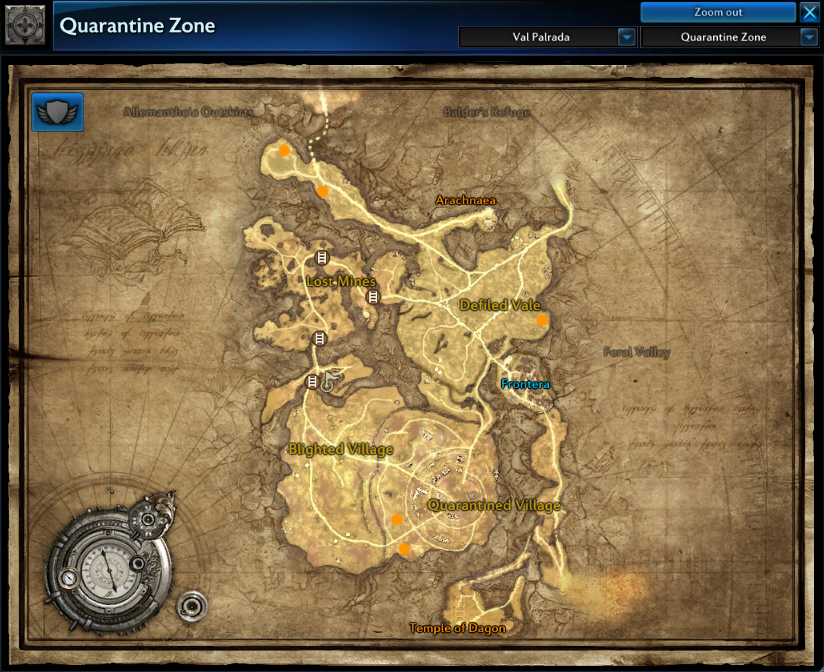 Quarantine Zone
Zoom out
Val Palrada
Quarantine Zone
Allemantheia Outskirts
Balder's Refuge
Arachnaea
Lost Mines
Defiled Vale
Feral Valley
Frontera
Blighted Village
Quarantined Village
Temple of Dagon